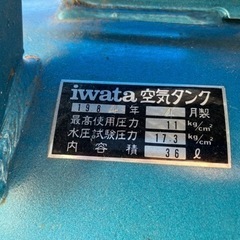 iwata 空気タンク
198 年 月製
最高使用圧力 11 kg/cm²
水圧試験圧力 17.3 kg/cm²
内容積 36 ℓ